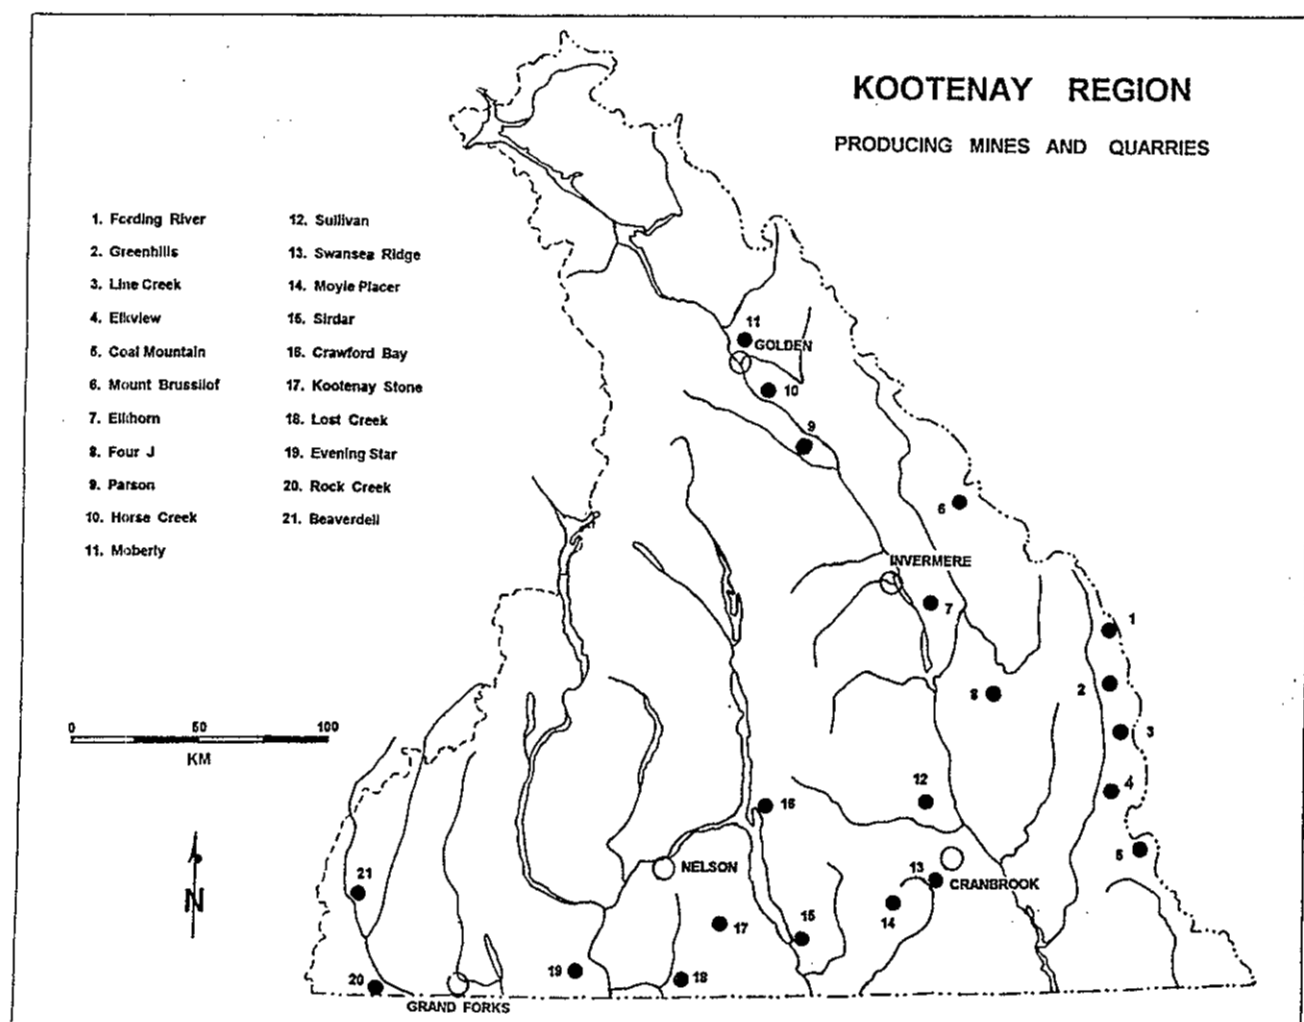 KOOTENAY REGION
PRODUCING MINES AND QUARRIES
1. Fording River
2. Greenhills
3. Line Creek
4. Elkview
5. Coal Mountain
6. Mount Brussilof
7. Elkhorn
8. Four J
9. Parson
10. Horse Creek
11. Moberly
12. Sullivan
13. Swansea Ridge
14. Moyie Placer
15. Sirdar
16. Crawford Bay
17. Kootenay Stone
18. Lost Creek
19. Evening Star
20. Rock Creek
21. Beaverdell
11
GOLDEN
10
9
6
INVERMERE
7
1
2
8
3
0 50 100
KM
4
12
16
5
NELSON
13
CRANBROOK
21
N
14
15
17
19
18
20
GRAND FORKS